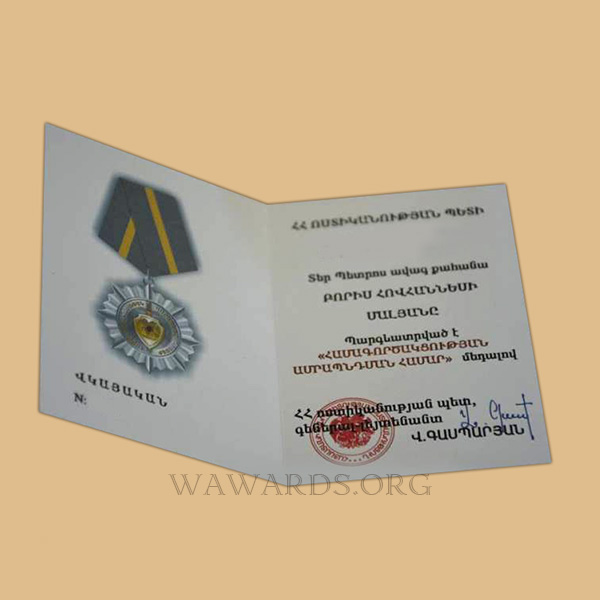 ՎԿԱՅԱԿԱՆ
N:
ՀՀ ՈՍՏԻԿԱՆՈՒԹՅԱՆ ՊԵՏԻ
Տեր Պետրոս ավագ քահանա
ԲՈՐԻՍ ՀՈՎՀԱՆՆԵՍԻ
ՄԱԼՅԱՆԸ
Պարգևատրված է
«ՀԱՄԱԳՈՐԾԱԿՑՈՒԹՅԱՆ
ԱՄՐԱՊՆԴՄԱՆ ՀԱՄԱՐ» մեդալով
ՀՀ ոստիկանության պետ,
գեներալ-լեյտենանտ
Վ.ԳԱՍՊԱՐՅԱՆ
WAWARDS.ORG